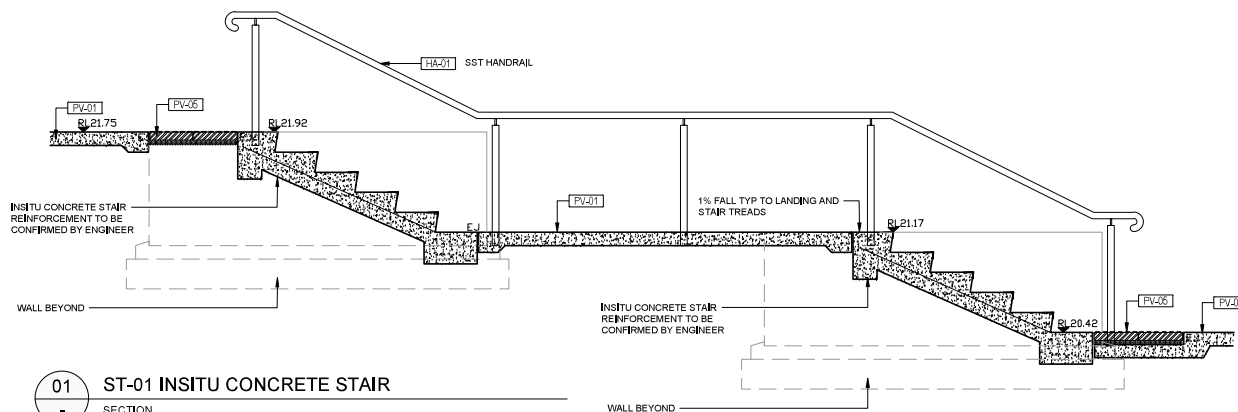 HA-01 SST HANDRAIL
PV-01
PV-05
RL21.75
RL21.92
INSITU CONCRETE STAIR
REINFORCEMENT TO BE
CONFIRMED BY ENGINEER
EJ
PV-01
1% FALL TYP TO LANDING AND
STAIR TREADS
RL21.17
WALL BEYOND
INSITU CONCRETE STAIR
REINFORCEMENT TO BE
CONFIRMED BY ENGINEER
RL20.42
PV-05
01
ST-01 INSITU CONCRETE STAIR
SECTION
WALL BEYOND